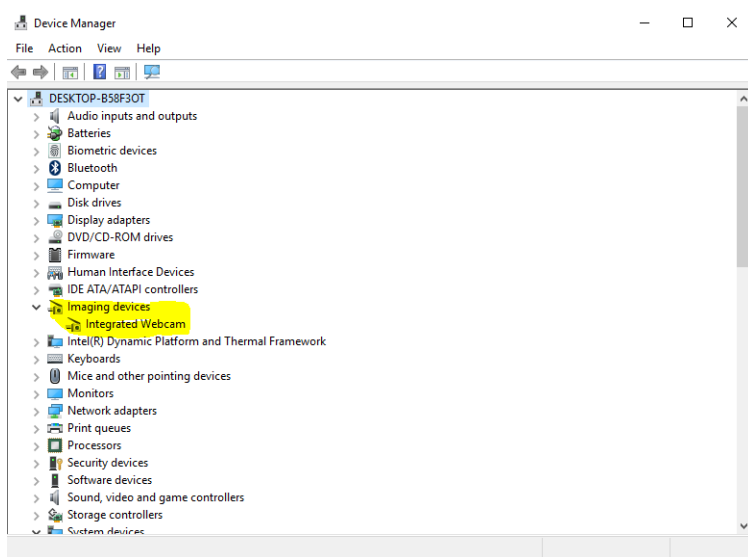 Device Manager
File Action View Help
DESKTOP-B58F3OT
Audio inputs and outputs
Batteries
Biometric devices
Bluetooth
Computer
Disk drives
Display adapters
DVD/CD-ROM drives
Firmware
Human Interface Devices
IDE ATA/ATAPI controllers
Imaging devices
Integrated Webcam
Intel(R) Dynamic Platform and Thermal Framework
Keyboards
Mice and other pointing devices
Monitors
Network adapters
Print queues
Processors
Security devices
Software devices
Sound, video and game controllers
Storage controllers
System devices